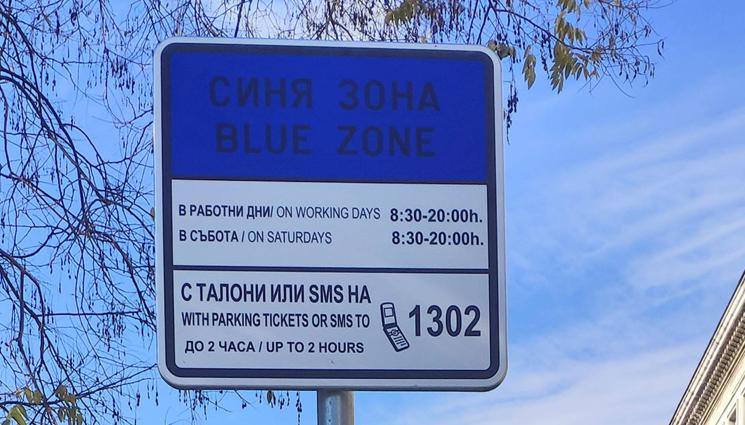 СИНЯ ЗОНА
BLUE ZONE
В РАБОТНИ ДНИ/ ON WORKING DAYS 8:30-20:00h.
В СЪБОТА / ON SATURDAYS 8:30-20:00h.
С ТАЛОНИ ИЛИ SMS НА
WITH PARKING TICKETS OR SMS TO 1302
ДО 2 ЧАСА / UP TO 2 HOURS